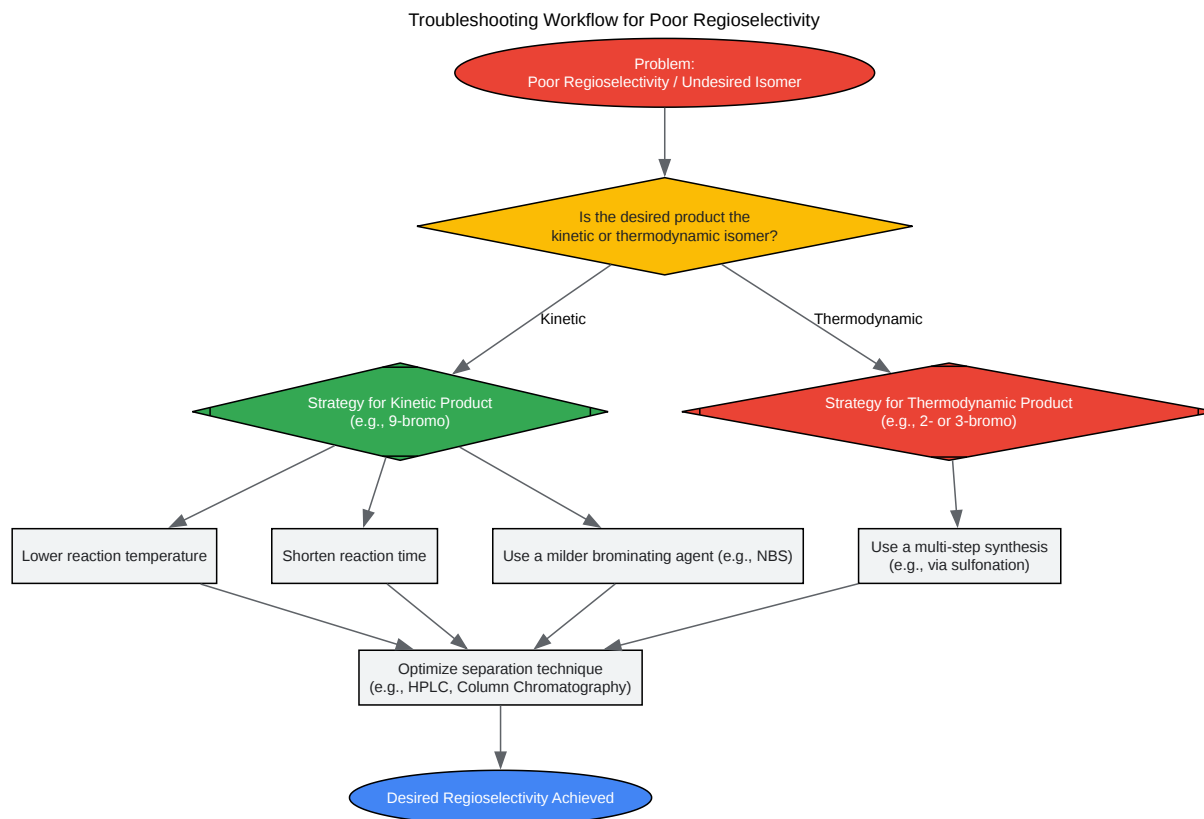 Troubleshooting Workflow for Poor Regioselectivity
Problem:
Poor Regioselectivity / Undesired Isomer
Is the desired product the
kinetic or thermodynamic isomer?
Kinetic
Thermodynamic
Strategy for Kinetic Product
(e.g., 9-bromo)
Strategy for Thermodynamic Product
(e.g., 2- or 3-bromo)
Lower reaction temperature
Shorten reaction time
Use a milder brominating agent (e.g., NBS)
Use a multi-step synthesis
(e.g., via sulfonation)
Optimize separation technique
(e.g., HPLC, Column Chromatography)
Desired Regioselectivity Achieved